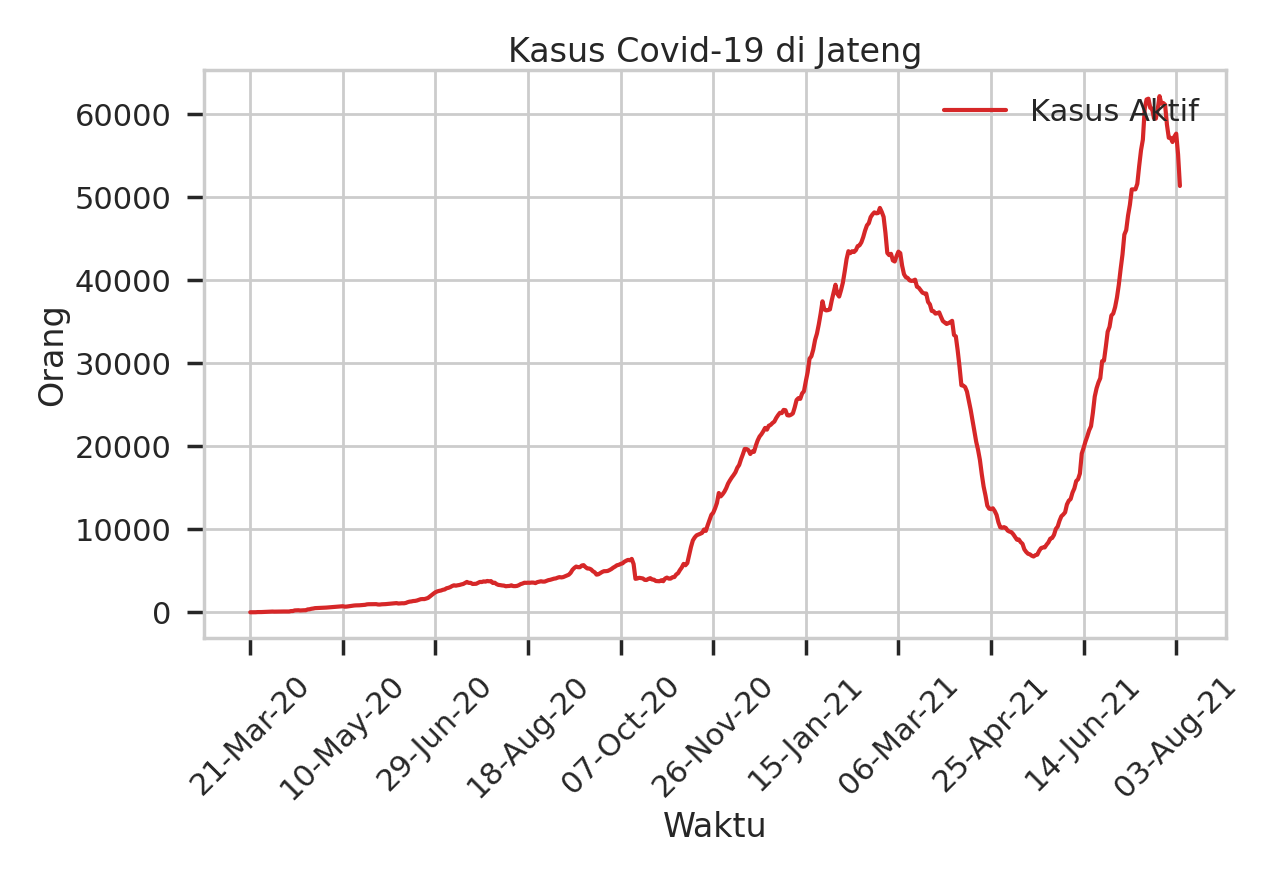 Kasus Covid-19 di Jateng
Kasus Aktif
60000
50000
40000
30000
20000
10000
0
Orang
21-Mar-20
10-May-20
29-Jun-20
18-Aug-20
07-Oct-20
26-Nov-20
15-Jan-21
06-Mar-21
25-Apr-21
14-Jun-21
03-Aug-21
Waktu